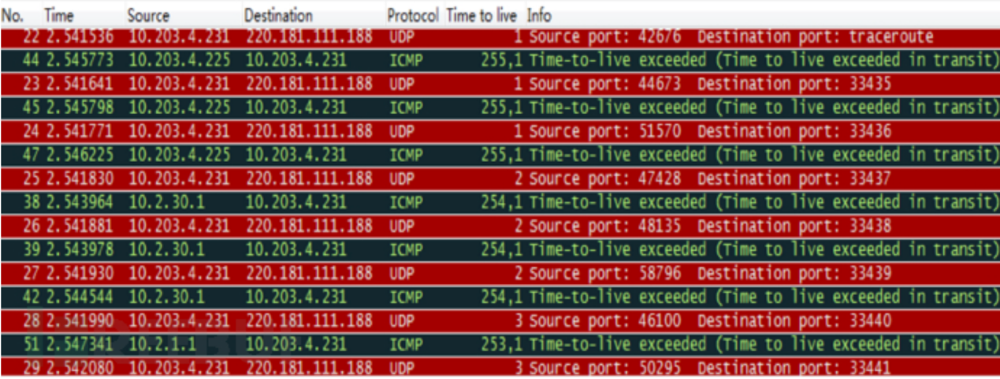 No. Time Source Destination Protocol Time to live Info
22 2.541536 10.203.4.231 220.181.111.188 UDP 1 Source port: 42676 Destination port: traceroute
44 2.545773 10.203.4.225 10.203.4.231 ICMP 255,1 Time-to-live exceeded (Time to live exceeded in transit)
23 2.541641 10.203.4.231 220.181.111.188 UDP 1 Source port: 44673 Destination port: 33435
45 2.545798 10.203.4.225 10.203.4.231 ICMP 255,1 Time-to-live exceeded (Time to live exceeded in transit)
24 2.541771 10.203.4.231 220.181.111.188 UDP 1 Source port: 51570 Destination port: 33436
47 2.546225 10.203.4.225 10.203.4.231 ICMP 255,1 Time-to-live exceeded (Time to live exceeded in transit)
25 2.541830 10.203.4.231 220.181.111.188 UDP 2 Source port: 47428 Destination port: 33437
38 2.543964 10.2.30.1 10.203.4.231 ICMP 254,1 Time-to-live exceeded (Time to live exceeded in transit)
26 2.541881 10.203.4.231 220.181.111.188 UDP 2 Source port: 48135 Destination port: 33438
39 2.543978 10.2.30.1 10.203.4.231 ICMP 254,1 Time-to-live exceeded (Time to live exceeded in transit)
27 2.541930 10.203.4.231 220.181.111.188 UDP 2 Source port: 58796 Destination port: 33439
42 2.544544 10.2.30.1 10.203.4.231 ICMP 254,1 Time-to-live exceeded (Time to live exceeded in transit)
28 2.541990 10.203.4.231 220.181.111.188 UDP 3 Source port: 46100 Destination port: 33440
51 2.547341 10.2.1.1 10.203.4.231 ICMP 253,1 Time-to-live exceeded (Time to live exceeded in transit)
29 2.542080 10.203.4.231 220.181.111.188 UDP 3 Source port: 50295 Destination port: 33441